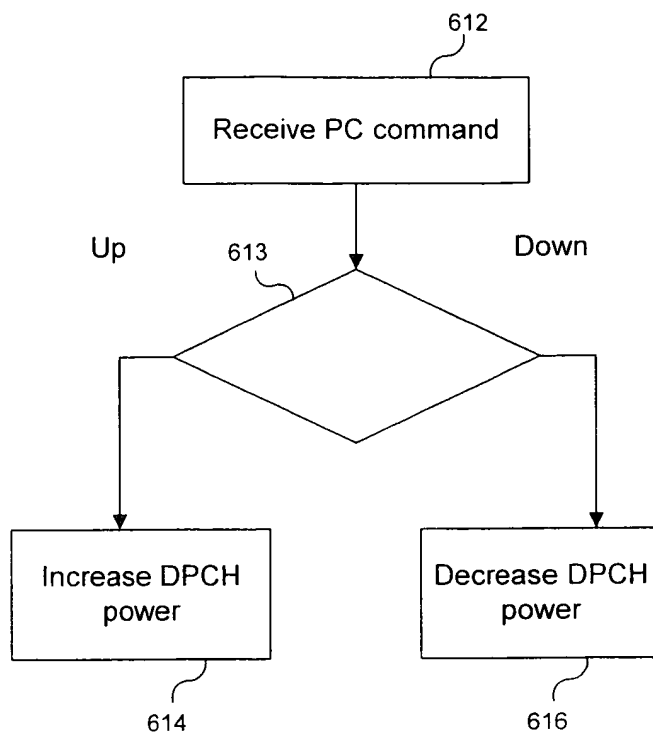 612
Receive PC command
Up
613
Down
Increase DPCH
power
Decrease DPCH
power
614
616